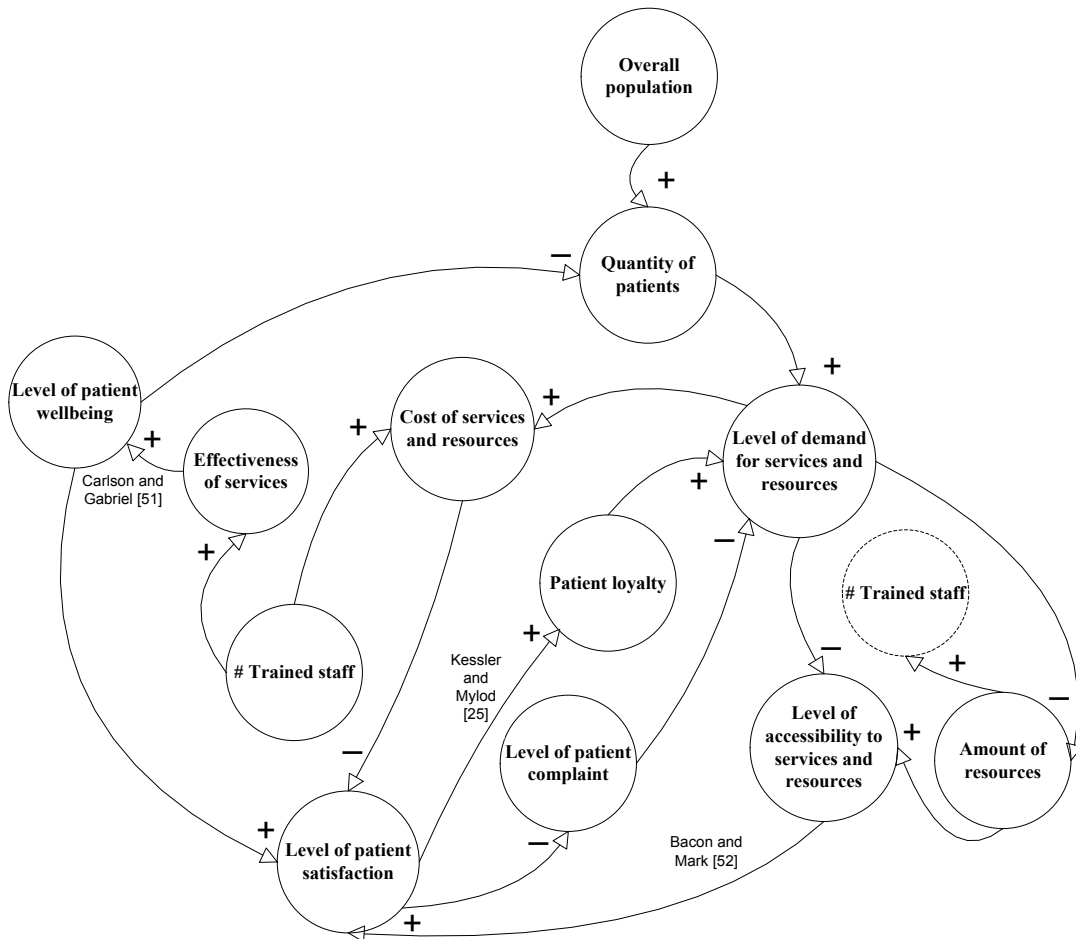 Overall
population
+
Quantity of
patients
−
+
Level of patient
wellbeing
+
Carlson and
Gabriel [51]
Effectiveness
of services
+
Cost of services
and resources
+
+
Level of demand
for services and
resources
+
−
Patient loyalty
+
# Trained staff
# Trained staff
+
Kessler
and
Mylod
[25]
−
−
Level of patient
complaint
−
Level of
accessibility to
services and
resources
+
Amount of
resources
−
+
Level of patient
satisfaction
+
Bacon and
Mark [52]